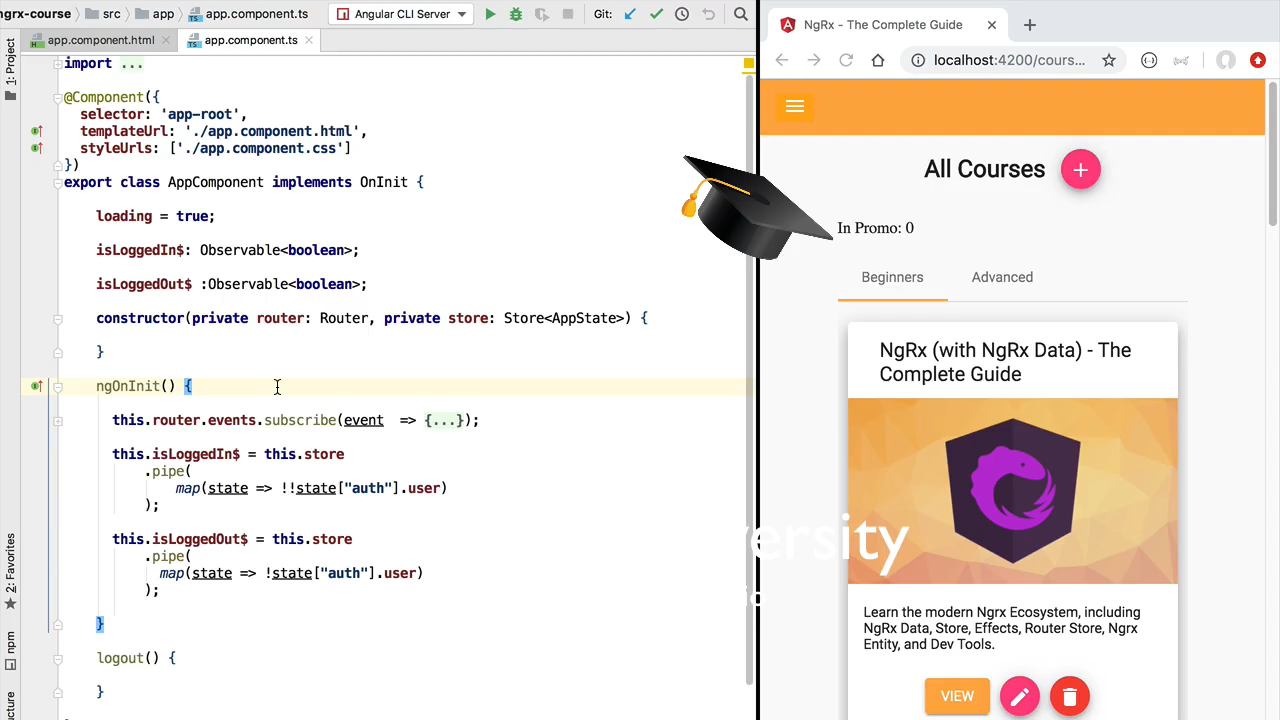 ngrx-course
src
app
app.component.ts
Angular CLI Server
Git:
app.component.html
app.component.ts
1: Project
import ...
@Component({
selector: 'app-root',
templateUrl: './app.component.html',
styleUrls: ['./app.component.css']
})
export class AppComponent implements OnInit {
loading = true;
isLoggedIn$: Observable<boolean>;
isLoggedOut$ :Observable<boolean>;
constructor(private router: Router, private store: Store<AppState>) {
}
ngOnInit() {
this.router.events.subscribe(event => {...});
this.isLoggedIn$ = this.store
.pipe(
map(state => !!state["auth"].user)
);
this.isLoggedOut$ = this.store
.pipe(
map(state => !state["auth"].user)
);
}
logout() {
}
2: Favorites
npm
NgRx - The Complete Guide
localhost:4200/cours...
All Courses
In Promo: 0
Beginners
Advanced
NgRx (with NgRx Data) - The
Complete Guide
ersity
Learn the modern Ngrx Ecosystem, including
NgRx Data, Store, Effects, Router Store, Ngrx
Entity, and Dev Tools.
VIEW